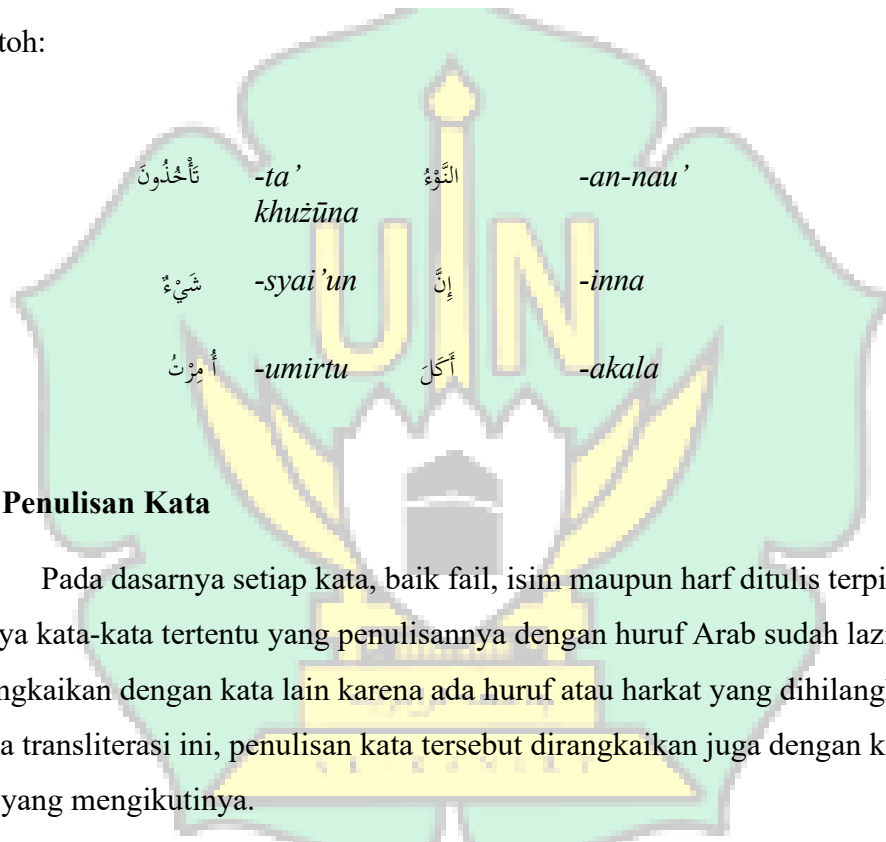 toh:
تَأْخُذُونَ -ta’ النَّوْءُ -an-nau’
khużūna
شَيْءٌ -syai’un إِنَّ -inna
أُ مِرْتُ -umirtu أَكَلَ -akala
UIN
Penulisan Kata
Pada dasarnya setiap kata, baik fail, isim maupun harf ditulis terpi
ya kata-kata tertentu yang penulisannya dengan huruf Arab sudah laz
ngkaikan dengan kata lain karena ada huruf atau harkat yang dihilang
a transliterasi ini, penulisan kata tersebut dirangkaikan juga dengan k
yang mengikutinya.